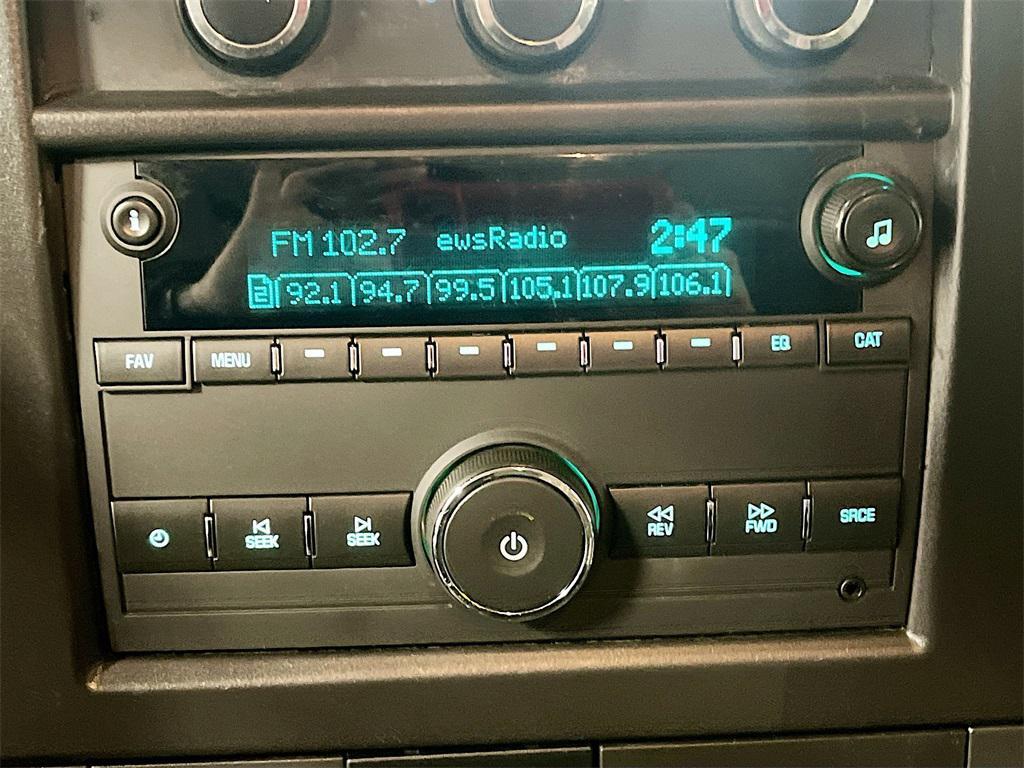 i
FM 102.7 ewsRadio 2:47
2 92.1 94.7 99.5 105.1 107.9 106.1
FAV MENU EQ CAT
SEEK SEEK REV FWD SRCE